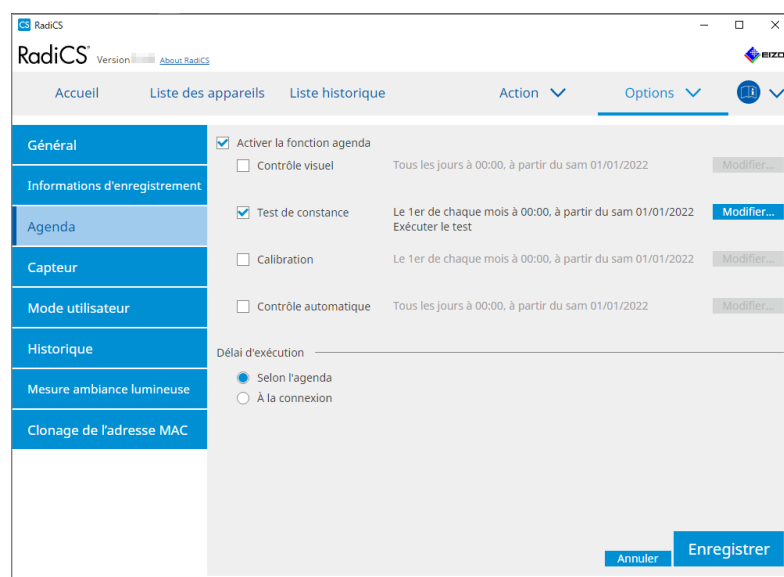 CS RadiCS
RadiCS® Version About RadiCS
EIZO
Accueil Liste des appareils Liste historique Action Options
Général
Informations d'enregistrement
Agenda
Capteur
Mode utilisateur
Historique
Mesure ambiance lumineuse
Clonage de l’adresse MAC
Activer la fonction agenda
Contrôle visuel Tous les jours à 00:00, à partir du sam 01/01/2022 Modifier...
Test de constance Le 1er de chaque mois à 00:00, à partir du sam 01/01/2022 Modifier...
Exécuter le test
Calibration Le 1er de chaque mois à 00:00, à partir du sam 01/01/2022 Modifier...
Contrôle automatique Tous les jours à 00:00, à partir du sam 01/01/2022 Modifier...
Délai d'exécution
Selon l'agenda
À la connexion
Annuler Enregistrer